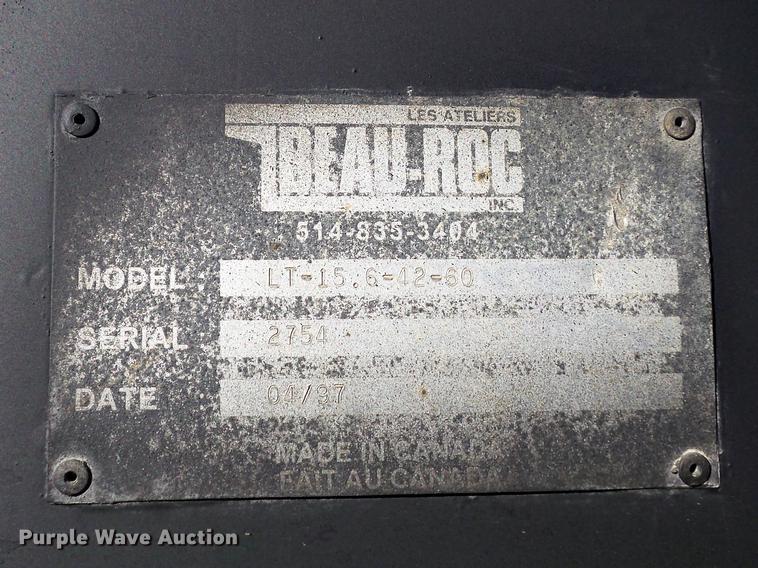 LES ATELIERS
BEAU-ROC
INC.
514-835-3404
MODEL : LT-15.6-42-60
SERIAL 2754
DATE 04/97
MADE IN CANADA
FAIT AU CANADA
Purple Wave Auction